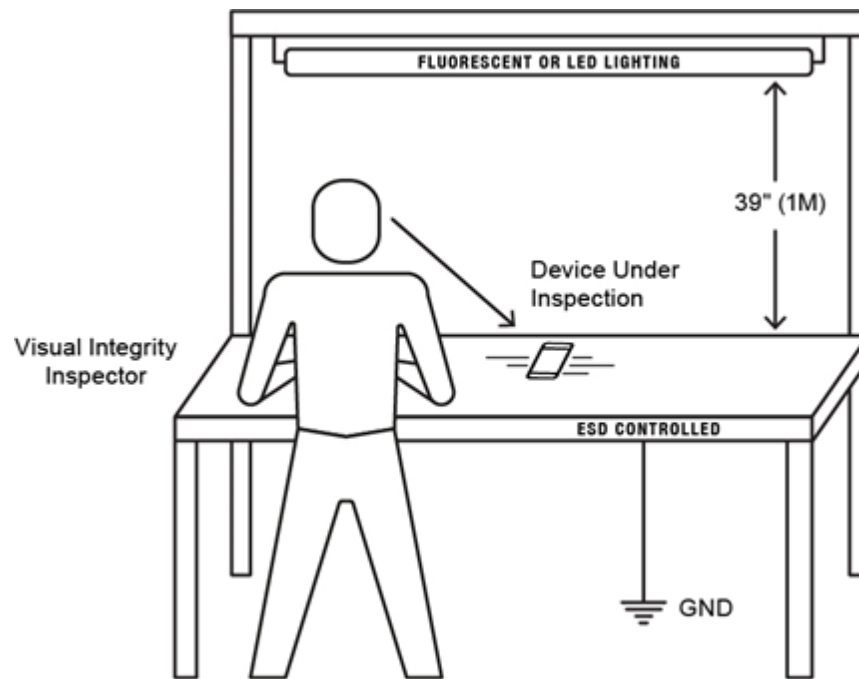 FLUORESCENT OR LED LIGHTING
39" (1M)
Device Under
Inspection
Visual Integrity
Inspector
ESD CONTROLLED
GND